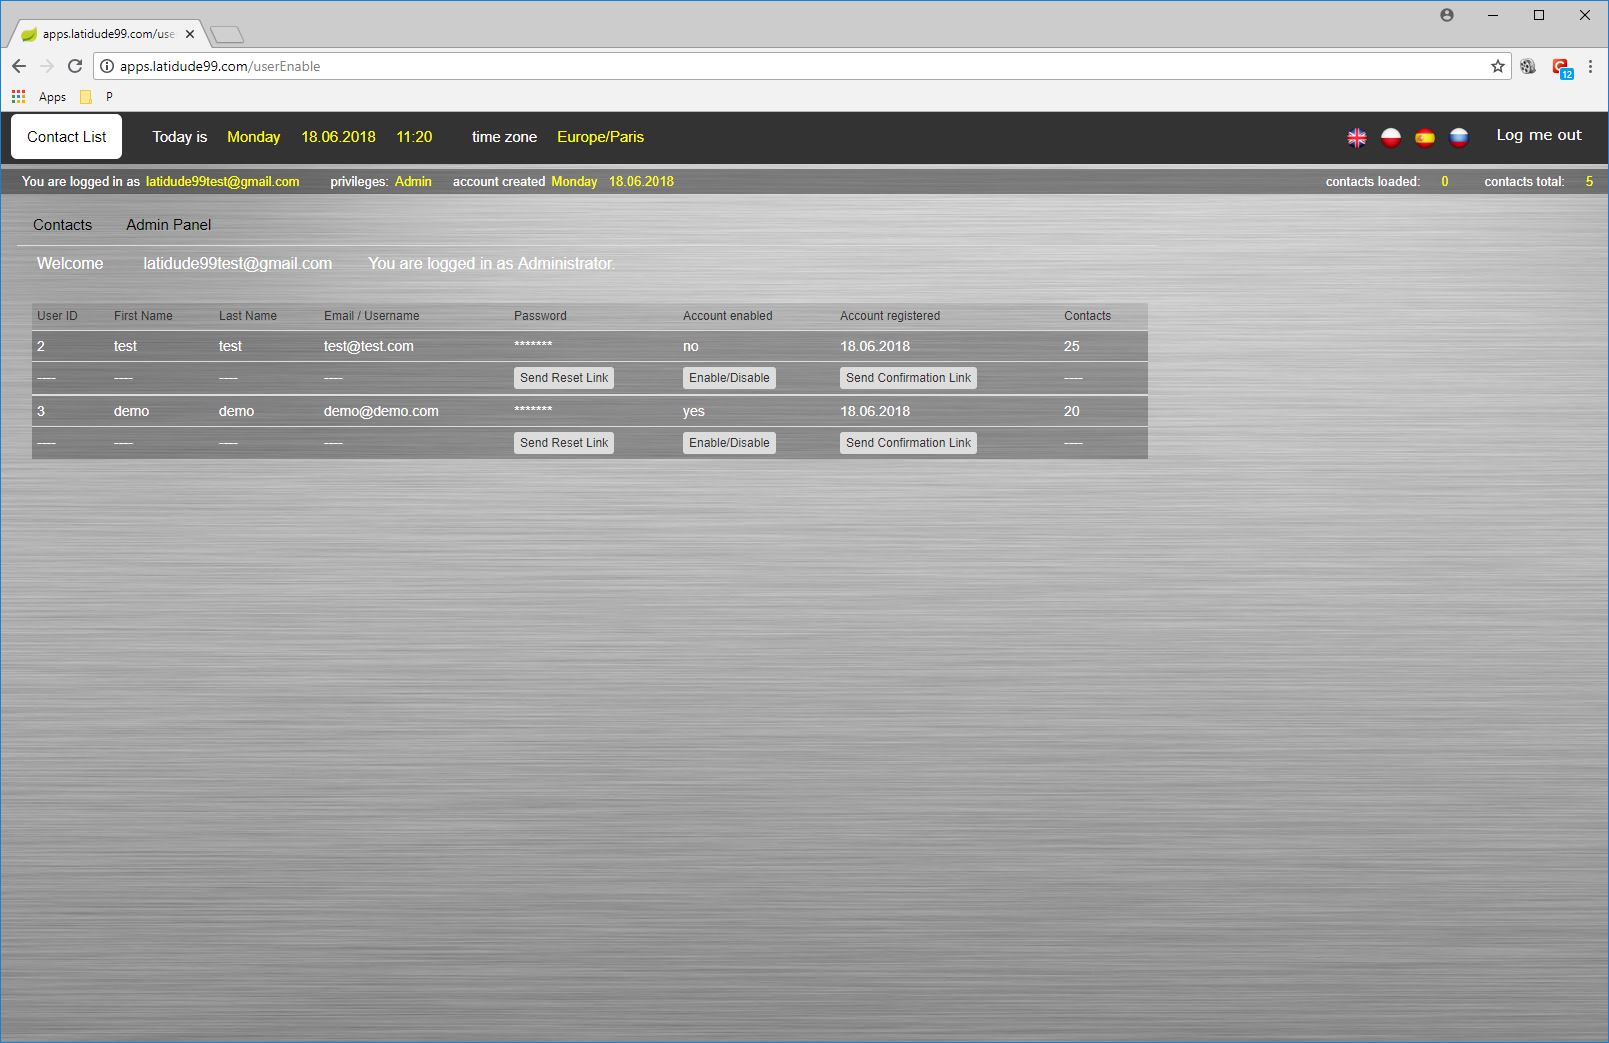 apps.latidude99.com/use
apps.latidude99.com/userEnable
12
Apps P
Contact List Today is Monday 18.06.2018 11:20 time zone Europe/Paris Log me out
You are logged in as latidude99test@gmail.com privileges: Admin account created Monday 18.06.2018 contacts loaded: 0 contacts total: 5
Contacts Admin Panel
Welcome latidude99test@gmail.com You are logged in as Administrator.
User ID First Name Last Name Email / Username Password Account enabled Account registered Contacts
2 test test test@test.com ******* no 18.06.2018 25
---- ---- ---- ---- Send Reset Link Enable/Disable Send Confirmation Link ----
3 demo demo demo@demo.com ******* yes 18.06.2018 20
---- ---- ---- ---- Send Reset Link Enable/Disable Send Confirmation Link ----